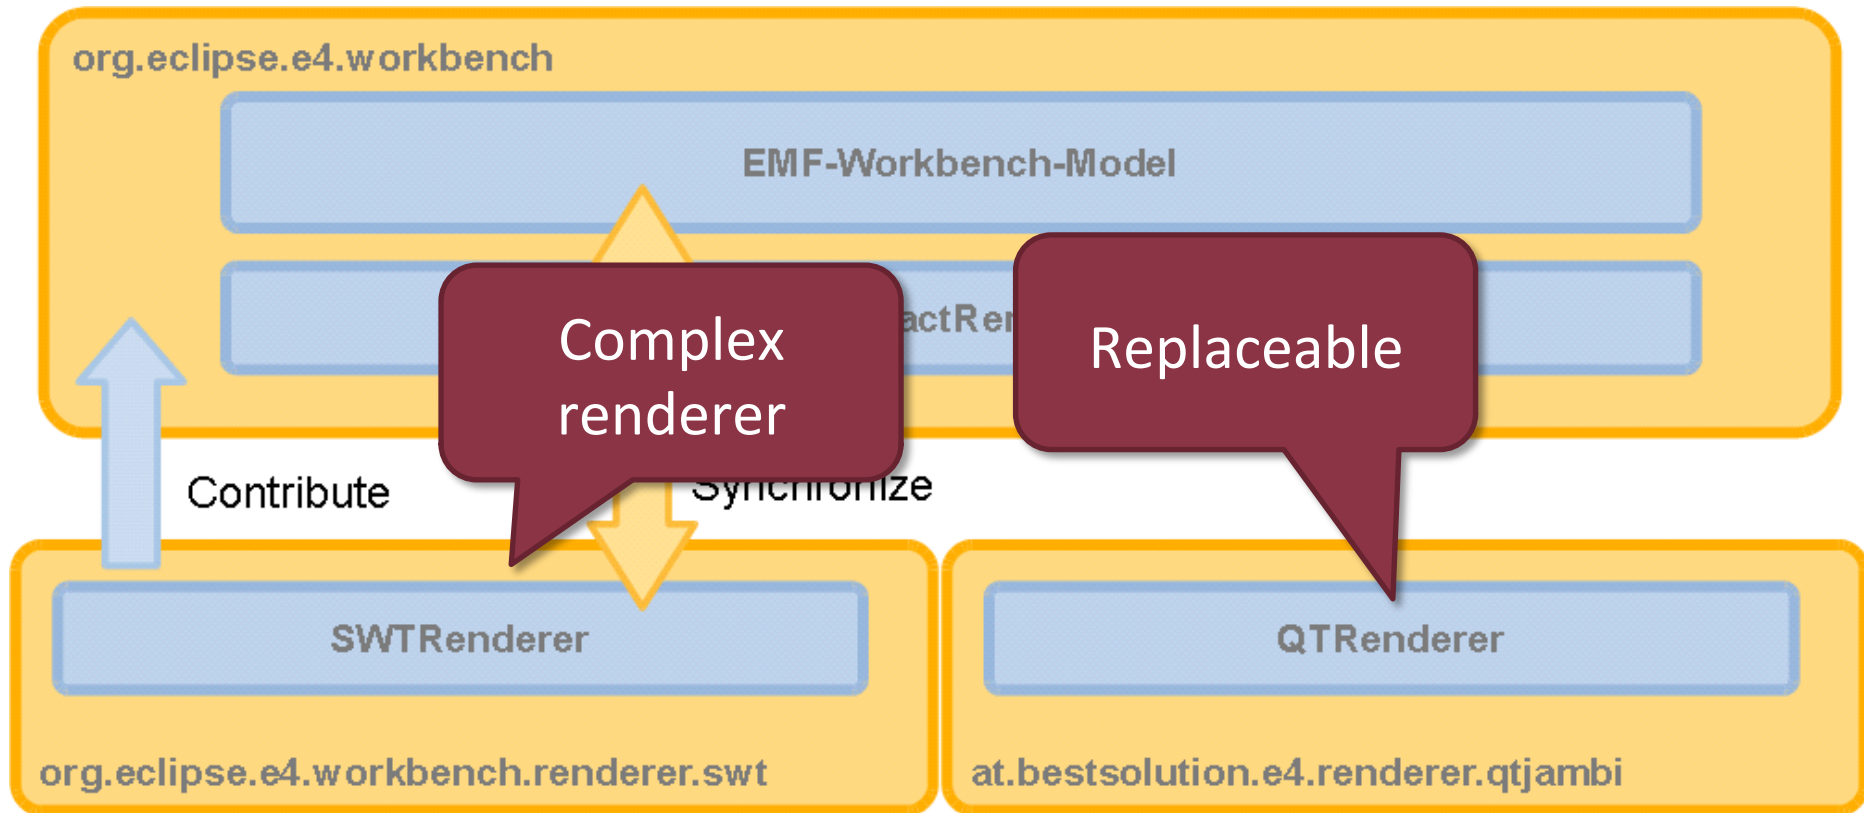 org.eclipse.e4.workbench
EMF-Workbench-Model
Complex
renderer
Replaceable
Contribute
Synchronize
SWTRenderer
QTRenderer
org.eclipse.e4.workbench.renderer.swt
at.bestsolution.e4.renderer.qtjambi